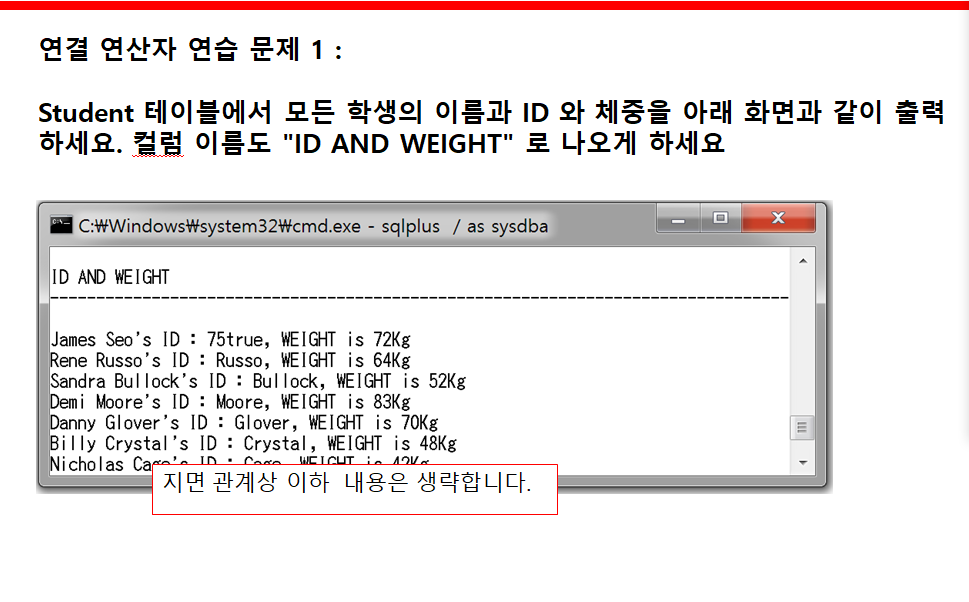 연결 연산자 연습 문제 1 :
Student 테이블에서 모든 학생의 이름과 ID 와 체중을 아래 화면과 같이 출력
하세요. 컬럼 이름도 "ID AND WEIGHT" 로 나오게 하세요
C:₩Windows₩system32₩cmd.exe - sqlplus / as sysdba
ID AND WEIGHT
--------------------------------------------------------------------------------
James Seo's ID : 75true, WEIGHT is 72Kg
Rene Russo's ID : Russo, WEIGHT is 64Kg
Sandra Bullock's ID : Bullock, WEIGHT is 52Kg
Demi Moore's ID : Moore, WEIGHT is 83Kg
Danny Glover's ID : Glover, WEIGHT is 70Kg
Billy Crystal's ID : Crystal, WEIGHT is 48Kg
Nicholas Cage's ID : Cage, WEIGHT is 42Kg
지면 관계상 이하 내용은 생략합니다.